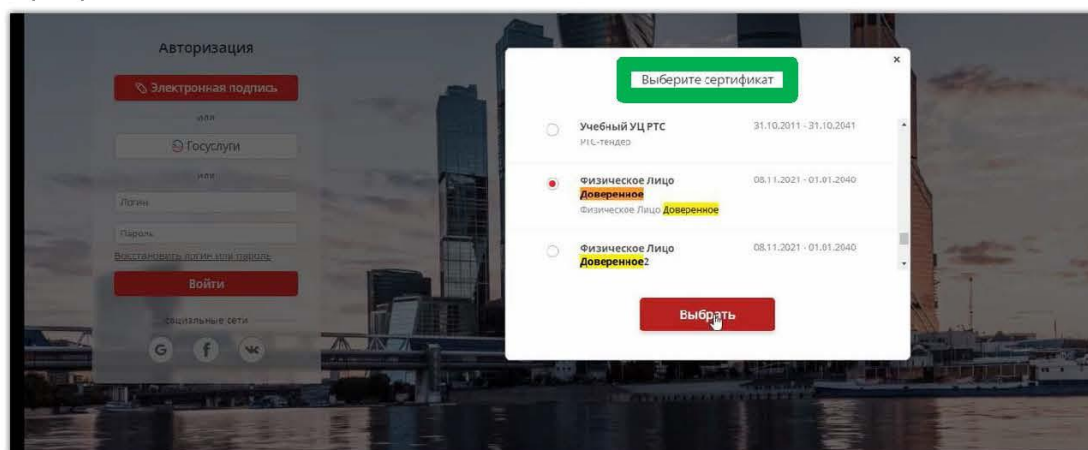 Авторизация
Электронная подпись
или
Госуслуги
или
Логин
Пароль
Восстановить логин или пароль
Войти
социальные сети
G f
Выберите сертификат
×
Учебный УЦ РТС 31.10.2011 - 31.10.2041
РТС-тендер
Физическое Лицо 08.11.2021 - 01.01.2040
Доверенное
Физическое Лицо Доверенное
Физическое Лицо 08.11.2021 - 01.01.2040
Доверенное2
Выбрать